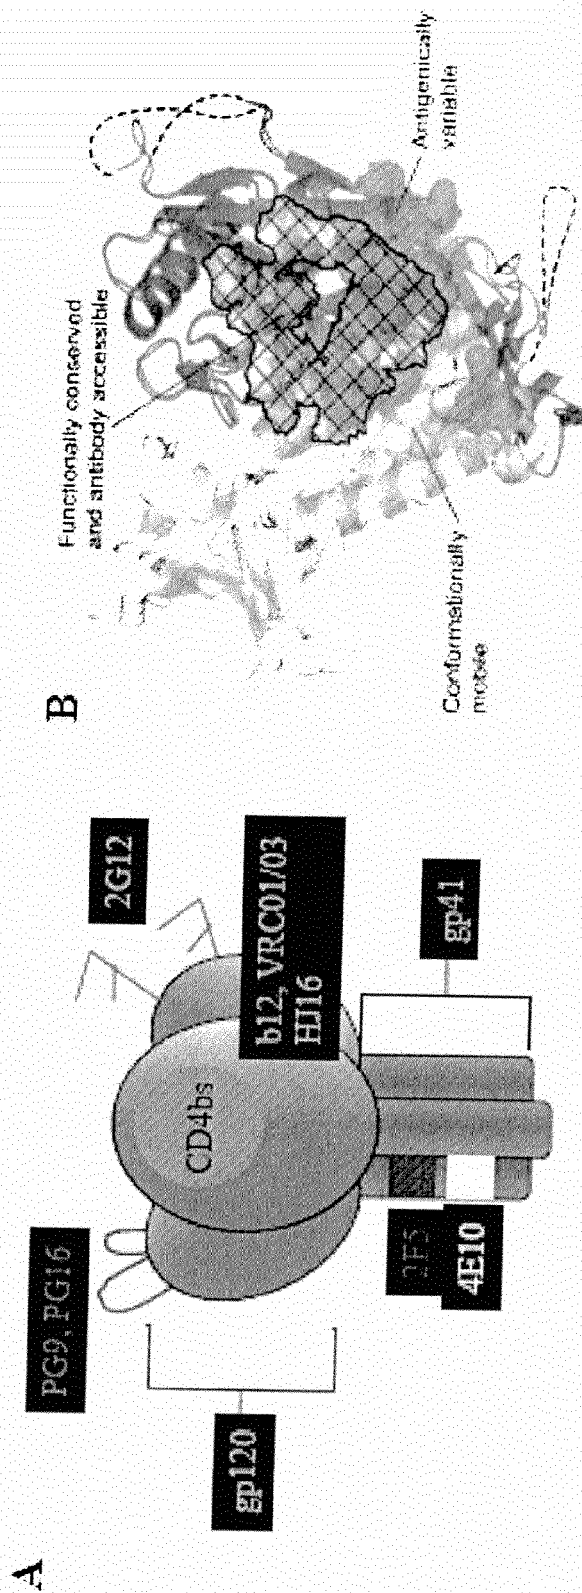 A
PG9, PG16
gp120
CD4bs
2G12
b12, VRC01/03
HJ16
2F5
4E10
gp41
B
Functionally conserved
and antibody accessible
Antigenically
variable
Conformationally
mobile